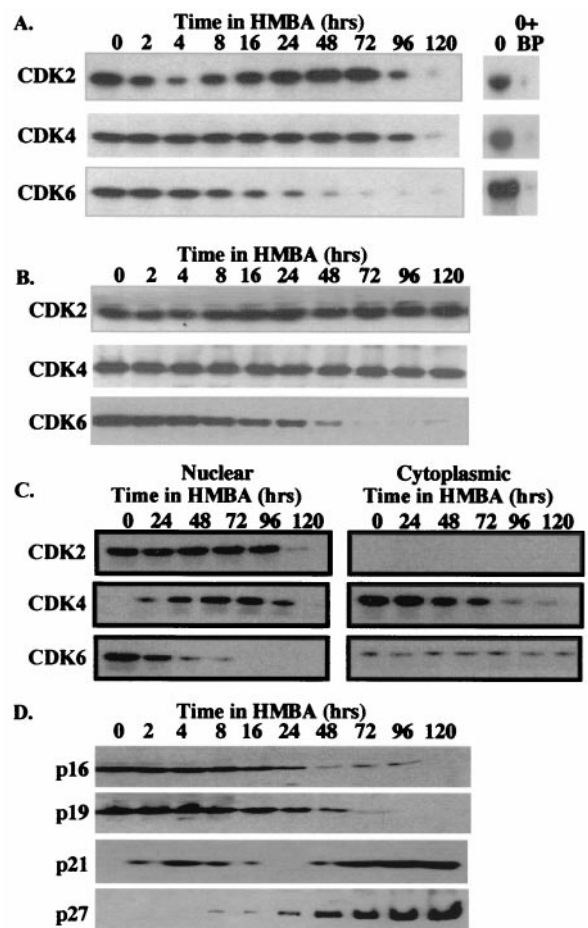 A.
Time in HMBA (hrs)
0 2 4 8 16 24 48 72 96 120
0+
0 BP
CDK2
CDK4
CDK6
Time in HMBA (hrs)
B.
0 2 4 8 16 24 48 72 96 120
CDK2
CDK4
CDK6
C.
Nuclear
Time in HMBA (hrs)
0 24 48 72 96 120
Cytoplasmic
Time in HMBA (hrs)
0 24 48 72 96 120
CDK2
CDK4
CDK6
D.
Time in HMBA (hrs)
0 2 4 8 16 24 48 72 96 120
p16
p19
p21
p27